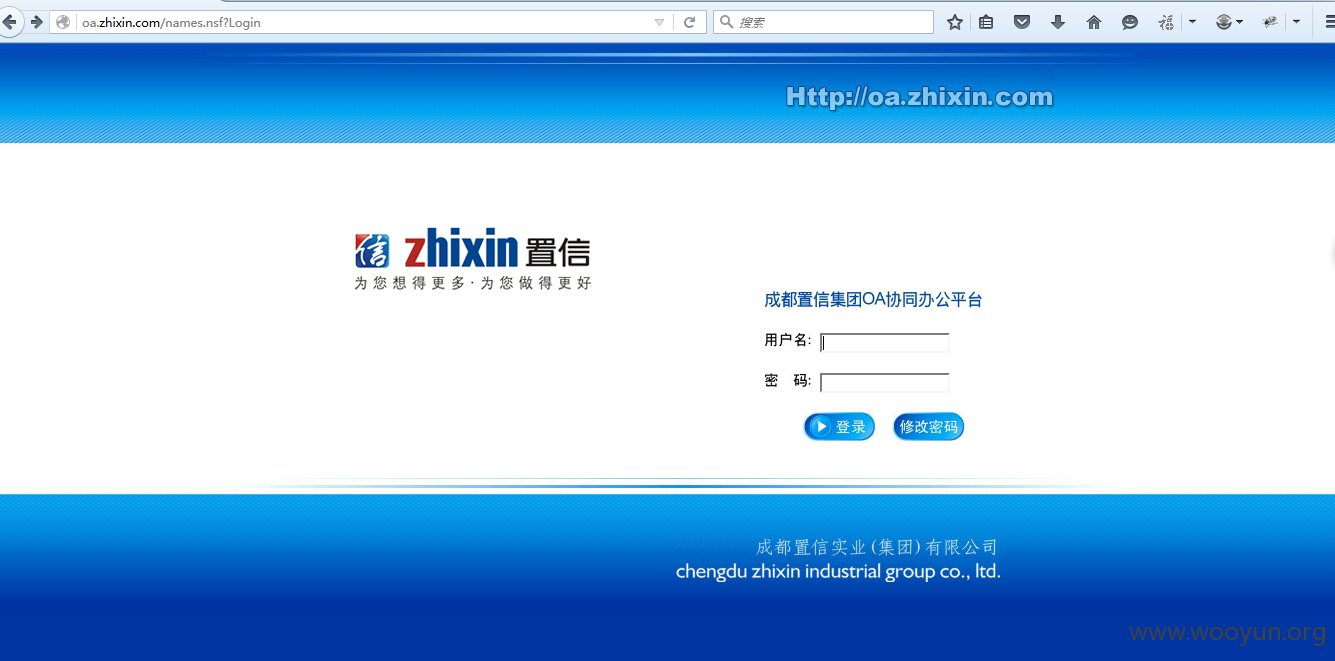 oa.zhixin.com/names.nsf?Login
搜索
Http://oa.zhixin.com
信 zhixin 置信
为您想得更多·为您做得更好
成都置信集团OA协同办公平台
用户名:
密 码:
登录 修改密码
成都置信实业(集团)有限公司
chengdu zhixin industrial group co., ltd.
www.wooyun.org